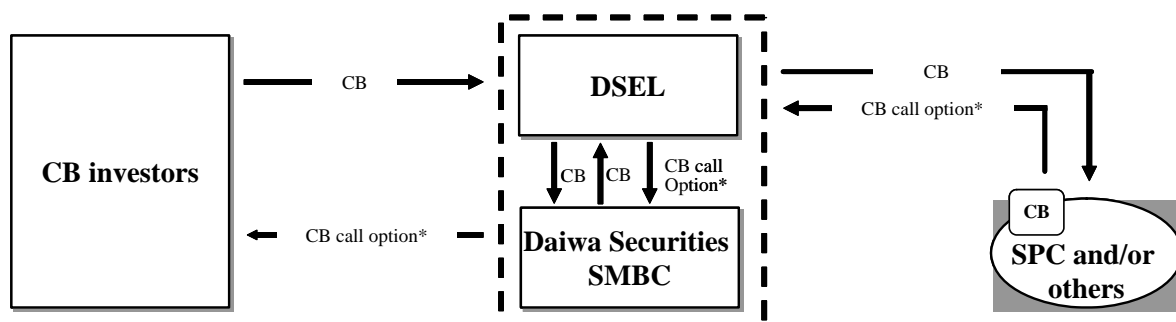 CB investors
CB
CB call option*
DSEL
CB
CB
CB call
Option*
Daiwa Securities
SMBC
CB
CB call option*
CB
SPC and/or
others